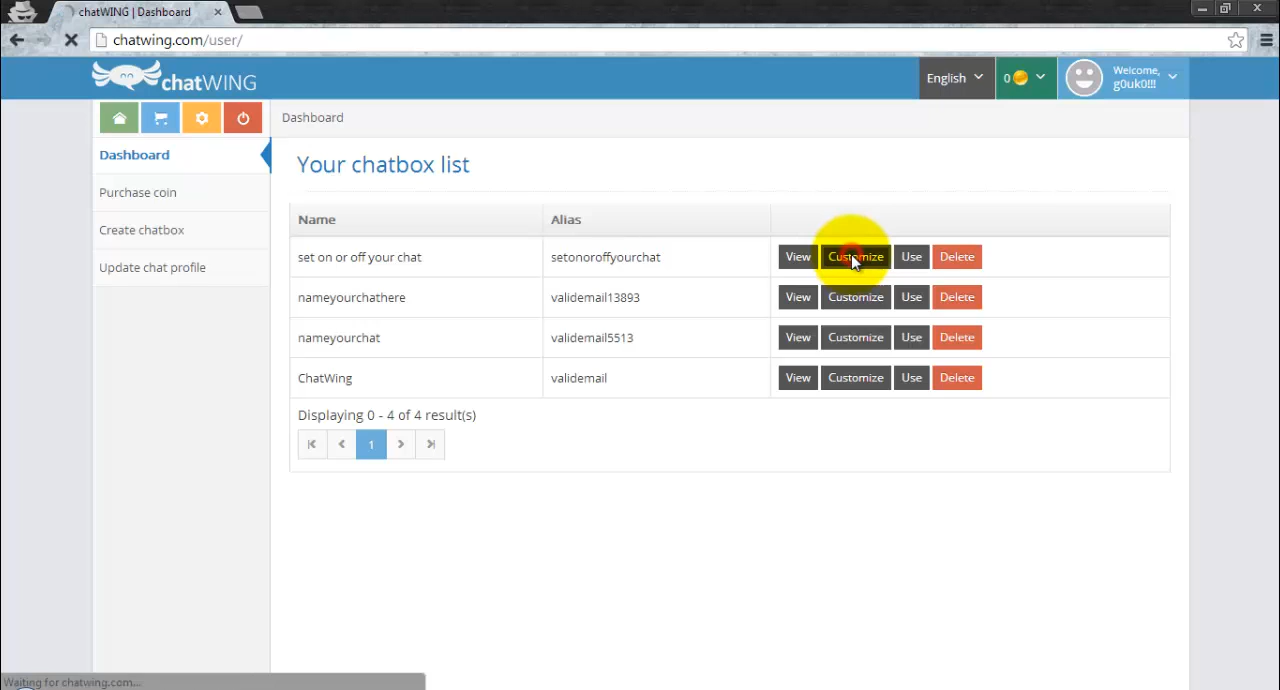 chatWING | Dashboard
chatwing.com/user/
chatWING
English
0
Welcome,
g0uk0!!!
Dashboard
Dashboard
Purchase coin
Create chatbox
Update chat profile
Your chatbox list
Name Alias
set on or off your chat setonoroffyourchat View Customize Use Delete
nameyourchathere validemail13893 View Customize Use Delete
nameyourchat validemail5513 View Customize Use Delete
ChatWing validemail View Customize Use Delete
Displaying 0 - 4 of 4 result(s)
1
Waiting for chatwing.com...